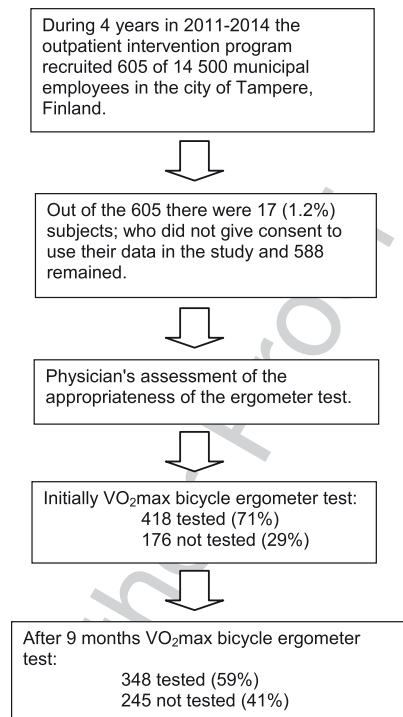 During 4 years in 2011-2014 the
outpatient intervention program
recruited 605 of 14 500 municipal
employees in the city of Tampere,
Finland.
Out of the 605 there were 17 (1.2%)
subjects; who did not give consent to
use their data in the study and 588
remained.
Physician's assessment of the
appropriateness of the ergometer test.
Initially VO₂max bicycle ergometer test:
418 tested (71%)
176 not tested (29%)
After 9 months VO₂max bicycle ergometer
test:
348 tested (59%)
245 not tested (41%)